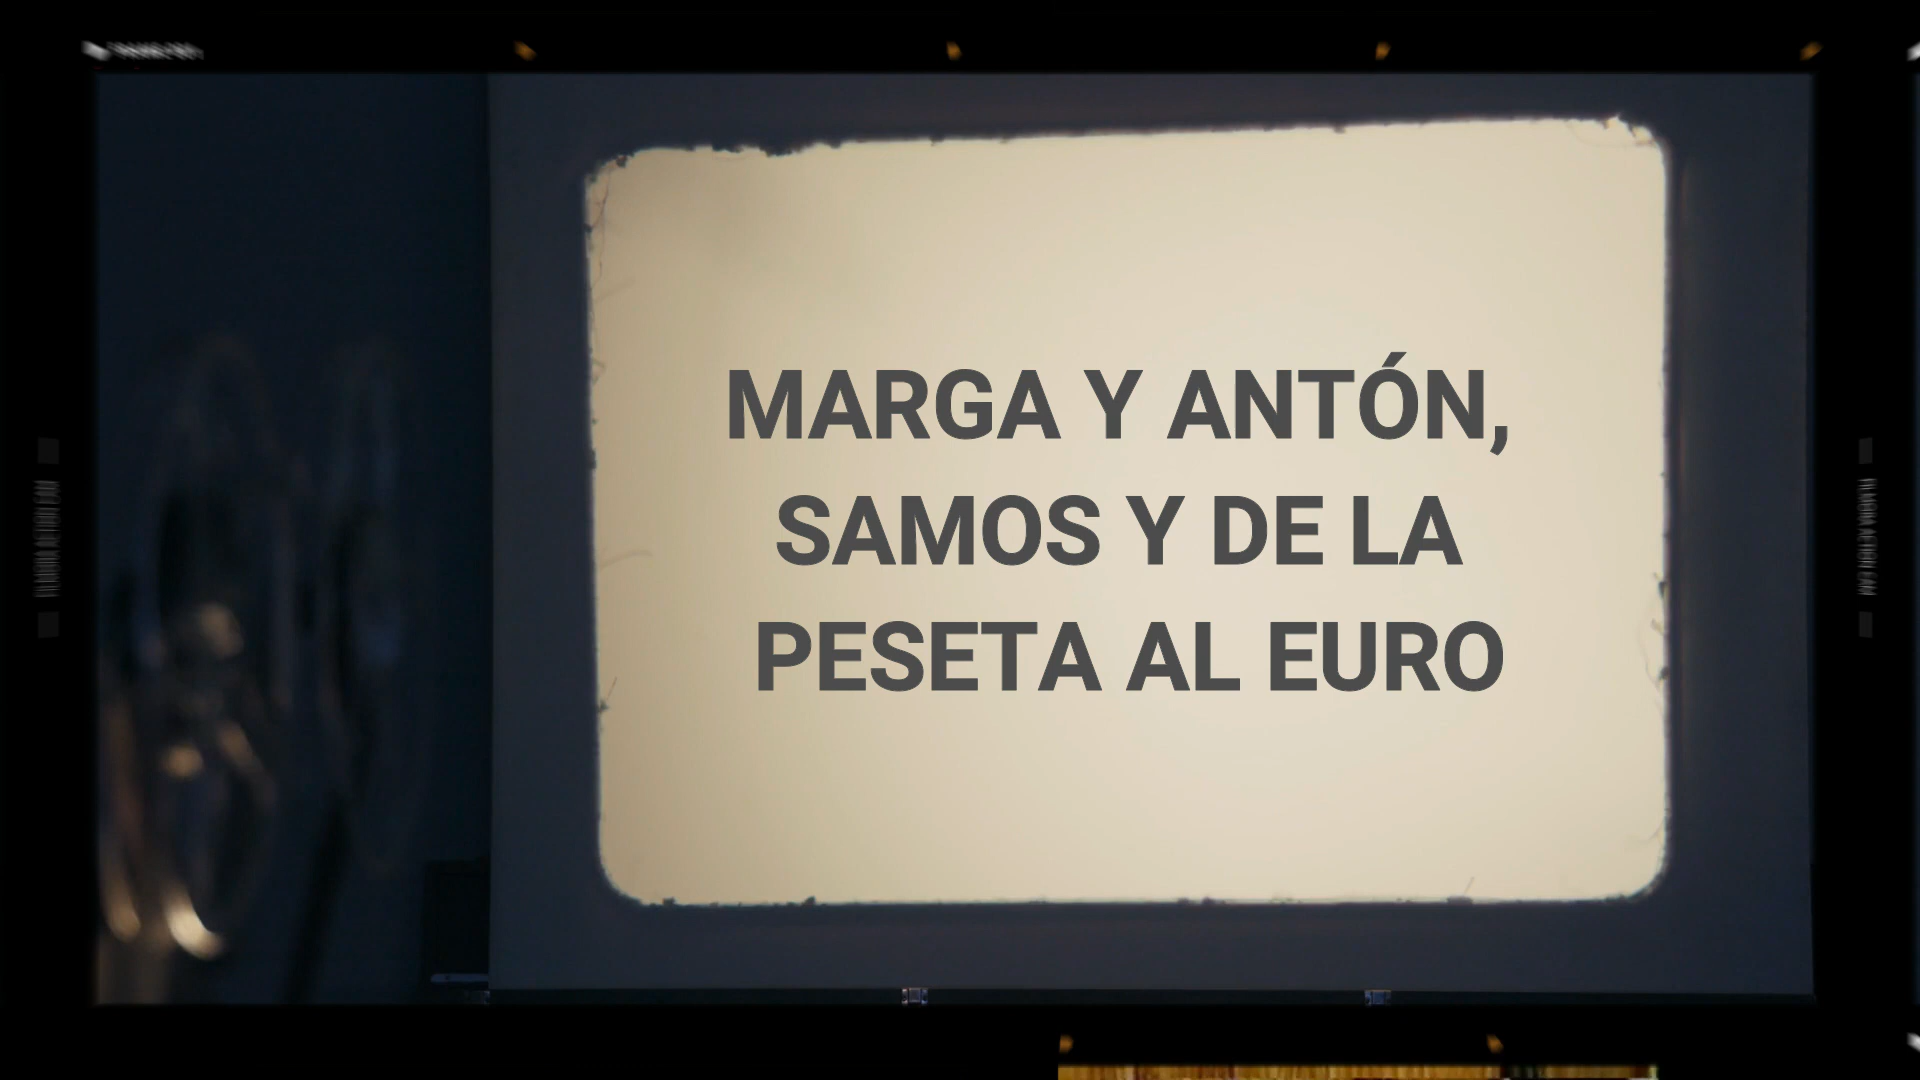 MARGA Y ANTÓN,
SAMOS Y DE LA
PESETA AL EURO